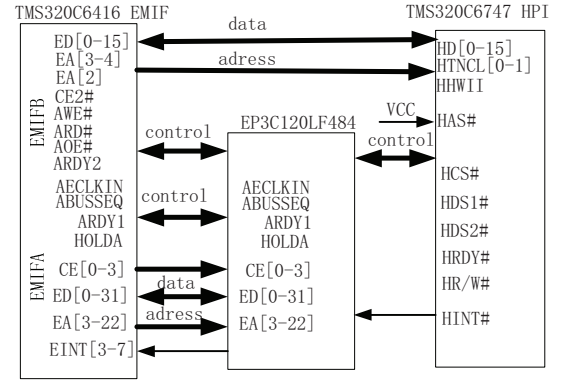 TMS320C6416 EMIF
TMS320C6747 HPI
data
ED[0-15]
EA[3-4]
EA[2]
CE2#
AWE#
ARD#
AOE#
ARDY2
EMIFB
adress
HD[0-15]
HTNCL[0-1]
HHWII
VCC
HAS#
EP3C120LF484
control
control
HCS#
AECLKIN
ABUSSEQ
ARDY1
HOLDA
control
AECLKIN
ABUSSEQ
ARDY1
HOLDA
HDS1#
HDS2#
HRDY#
HR/W#
HINT#
EMIFA
CE[0-3]
ED[0-31]
EA[3-22]
EINT[3-7]
data
adress
CE[0-3]
ED[0-31]
EA[3-22]